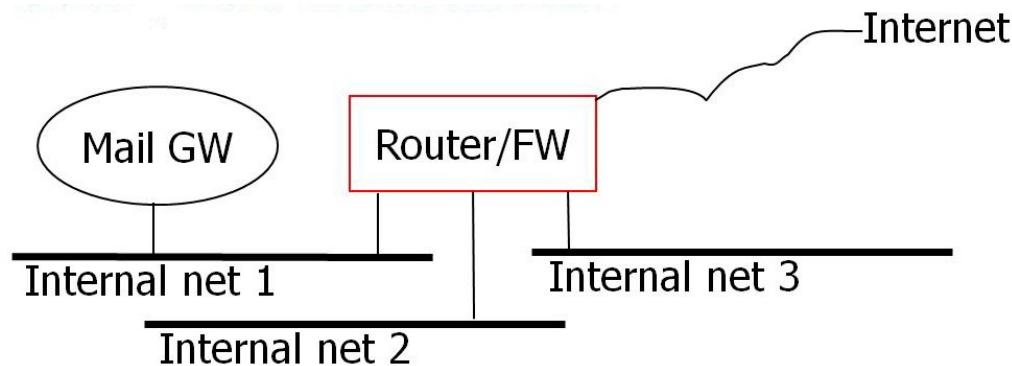 Internet
Mail GW
Router/FW
Internal net 1
Internal net 3
Internal net 2